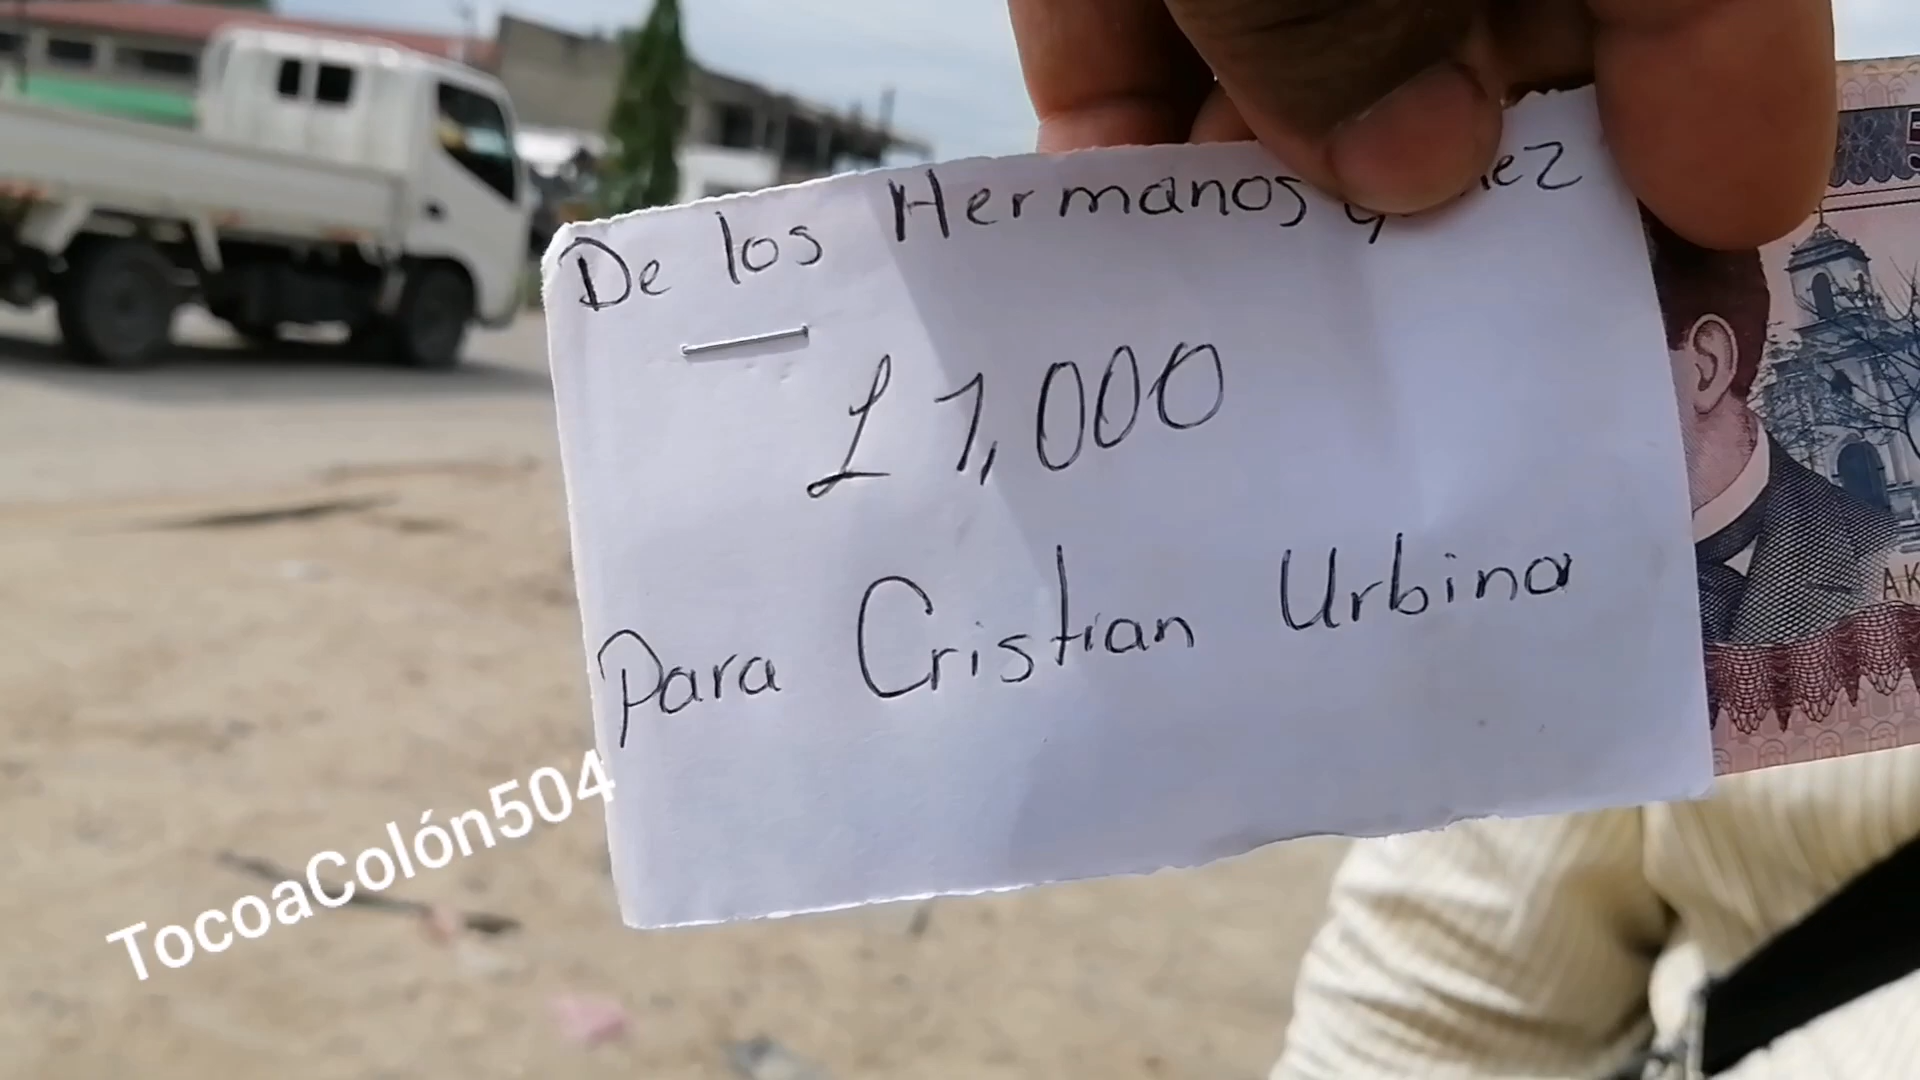 De los Hermanos
L 1,000
Para Cristian Urbina
TocoaColón504